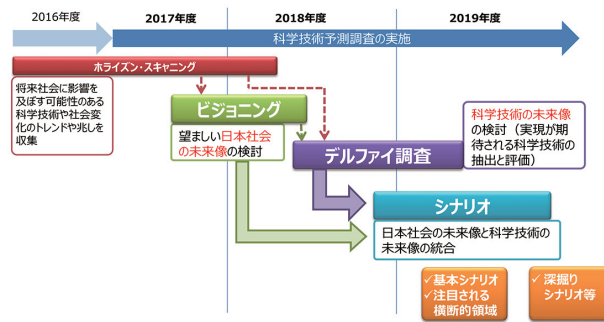 2016年度
2017年度
2018年度
2019年度
科学技術予測調査の実施
ホライズン・スキャニング
将来社会に影響を
及ぼす可能性のある
科学技術や社会変
化のトレンドや兆しを
収集
ビジョニング
望ましい日本社会
の未来像の検討
デルファイ調査
科学技術の未来像
の検討（実現が期
待される科学技術の
抽出と評価）
シナリオ
日本社会の未来像と科学技術の
未来像の統合
✓基本シナリオ
✓注目される
横断的領域
✓深掘り
シナリオ等